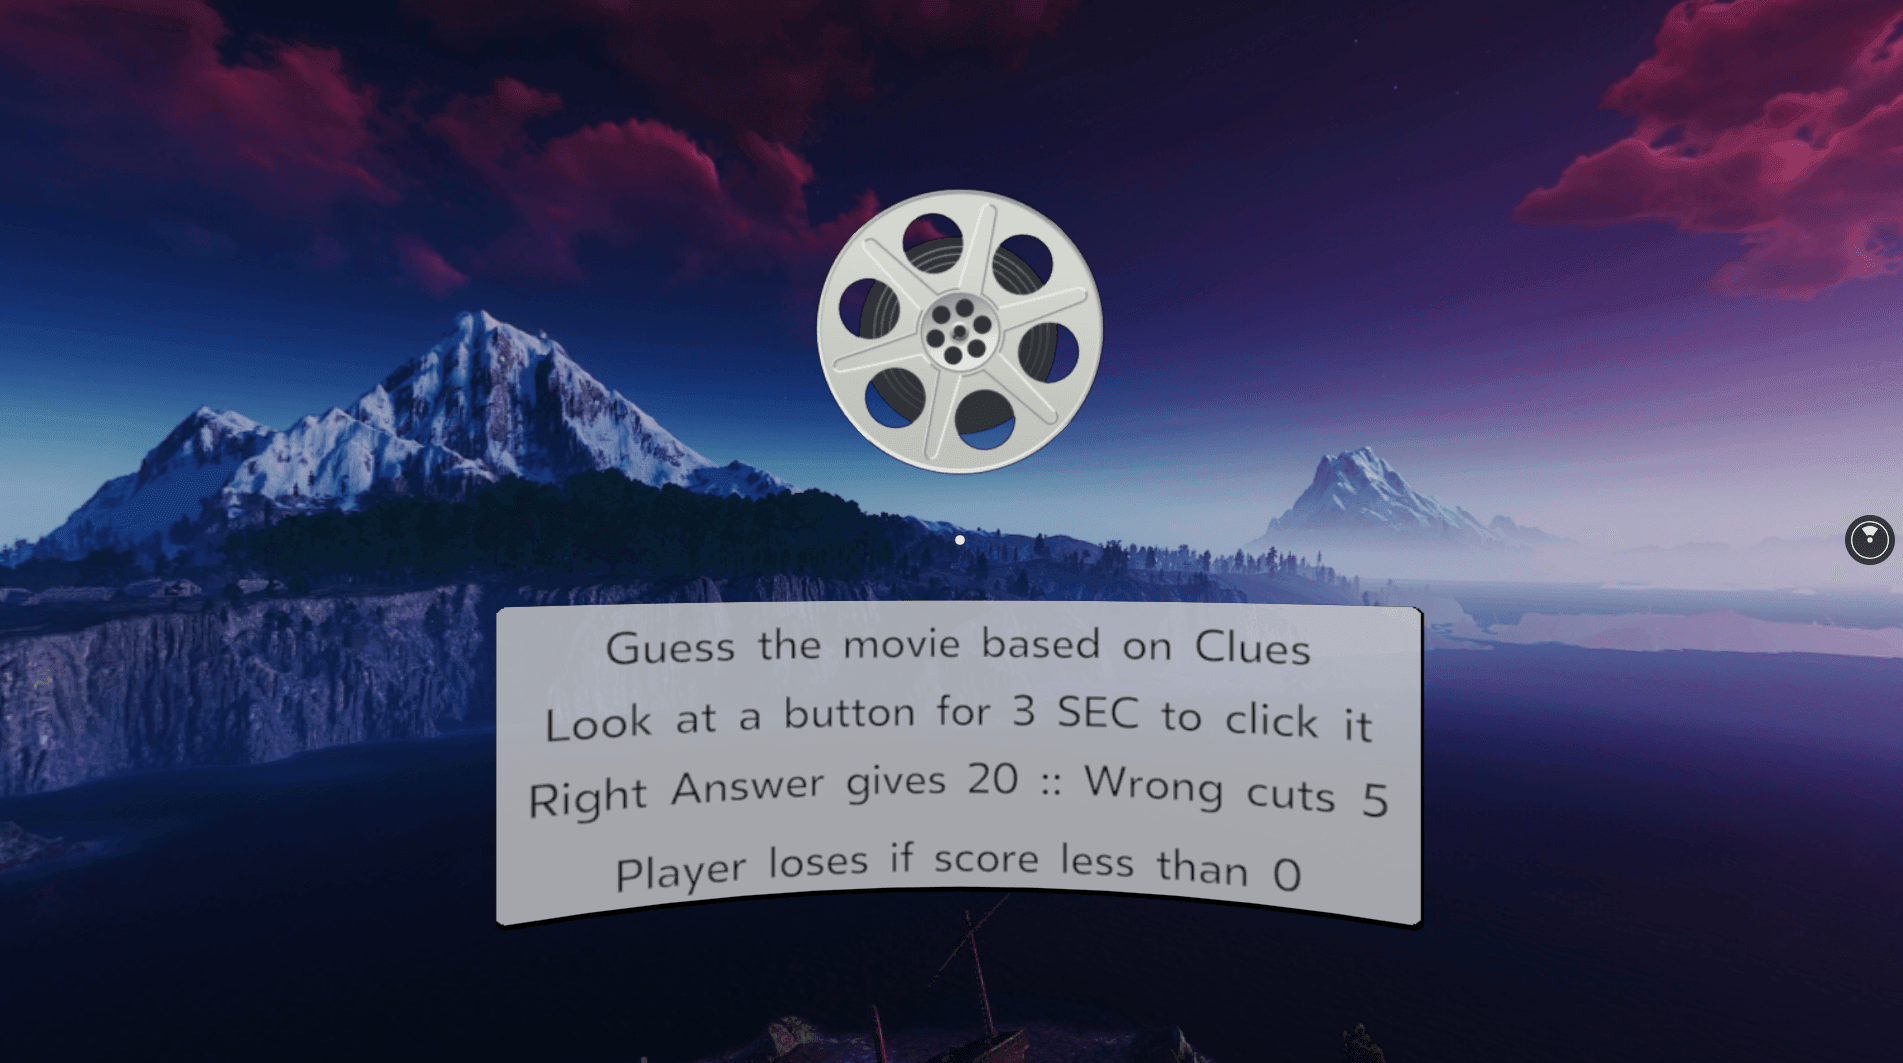 Guess the movie based on Clues
Look at a button for 3 SEC to click it
Right Answer gives 20 :: Wrong cuts 5
Player loses if score less than 0